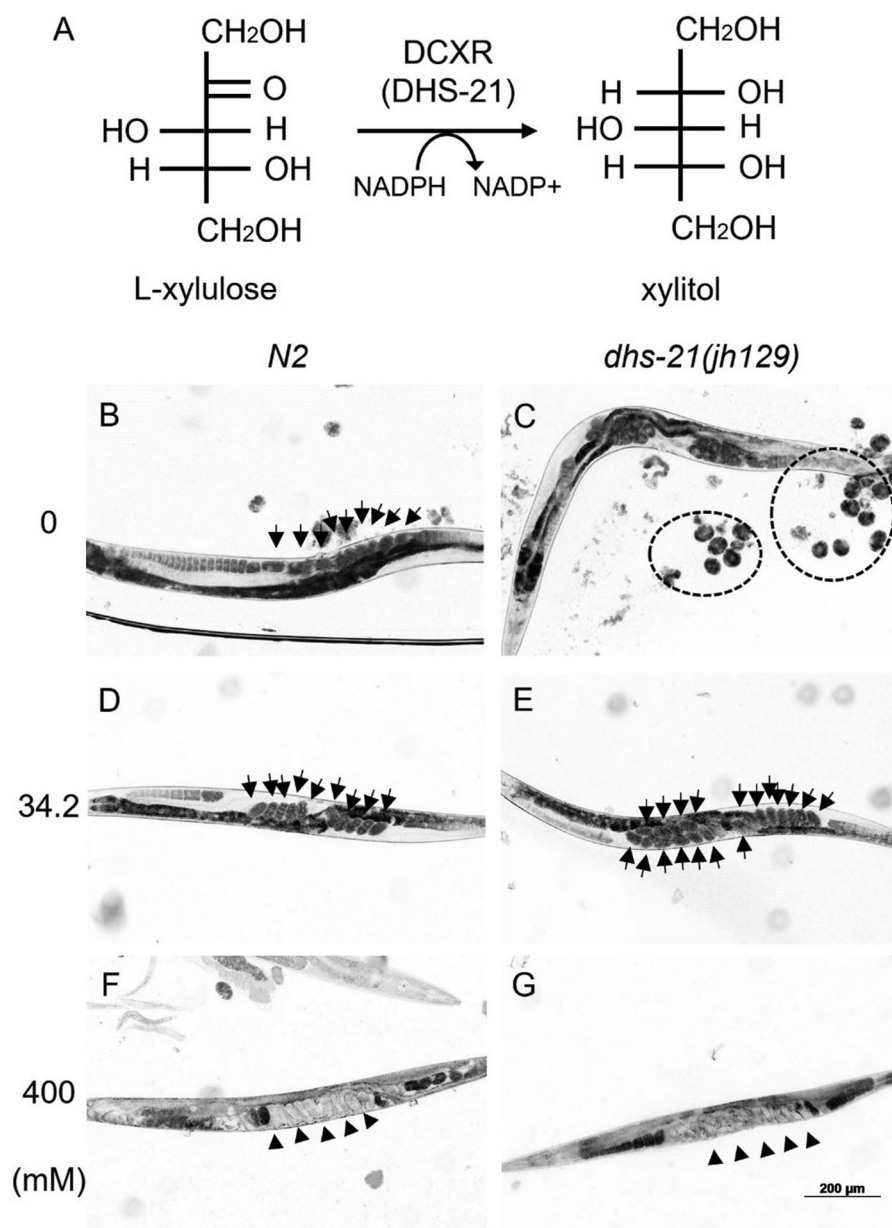 A
CH2OH
O
HO H
H OH
CH2OH
L-xylulose
DCXR
(DHS-21)
NADPH NADP+
CH2OH
H OH
HO H
H OH
CH2OH
xylitol
N2 dhs-21(jh129)
B C
0
D E
34.2
F G
400
(mM)
200 µm